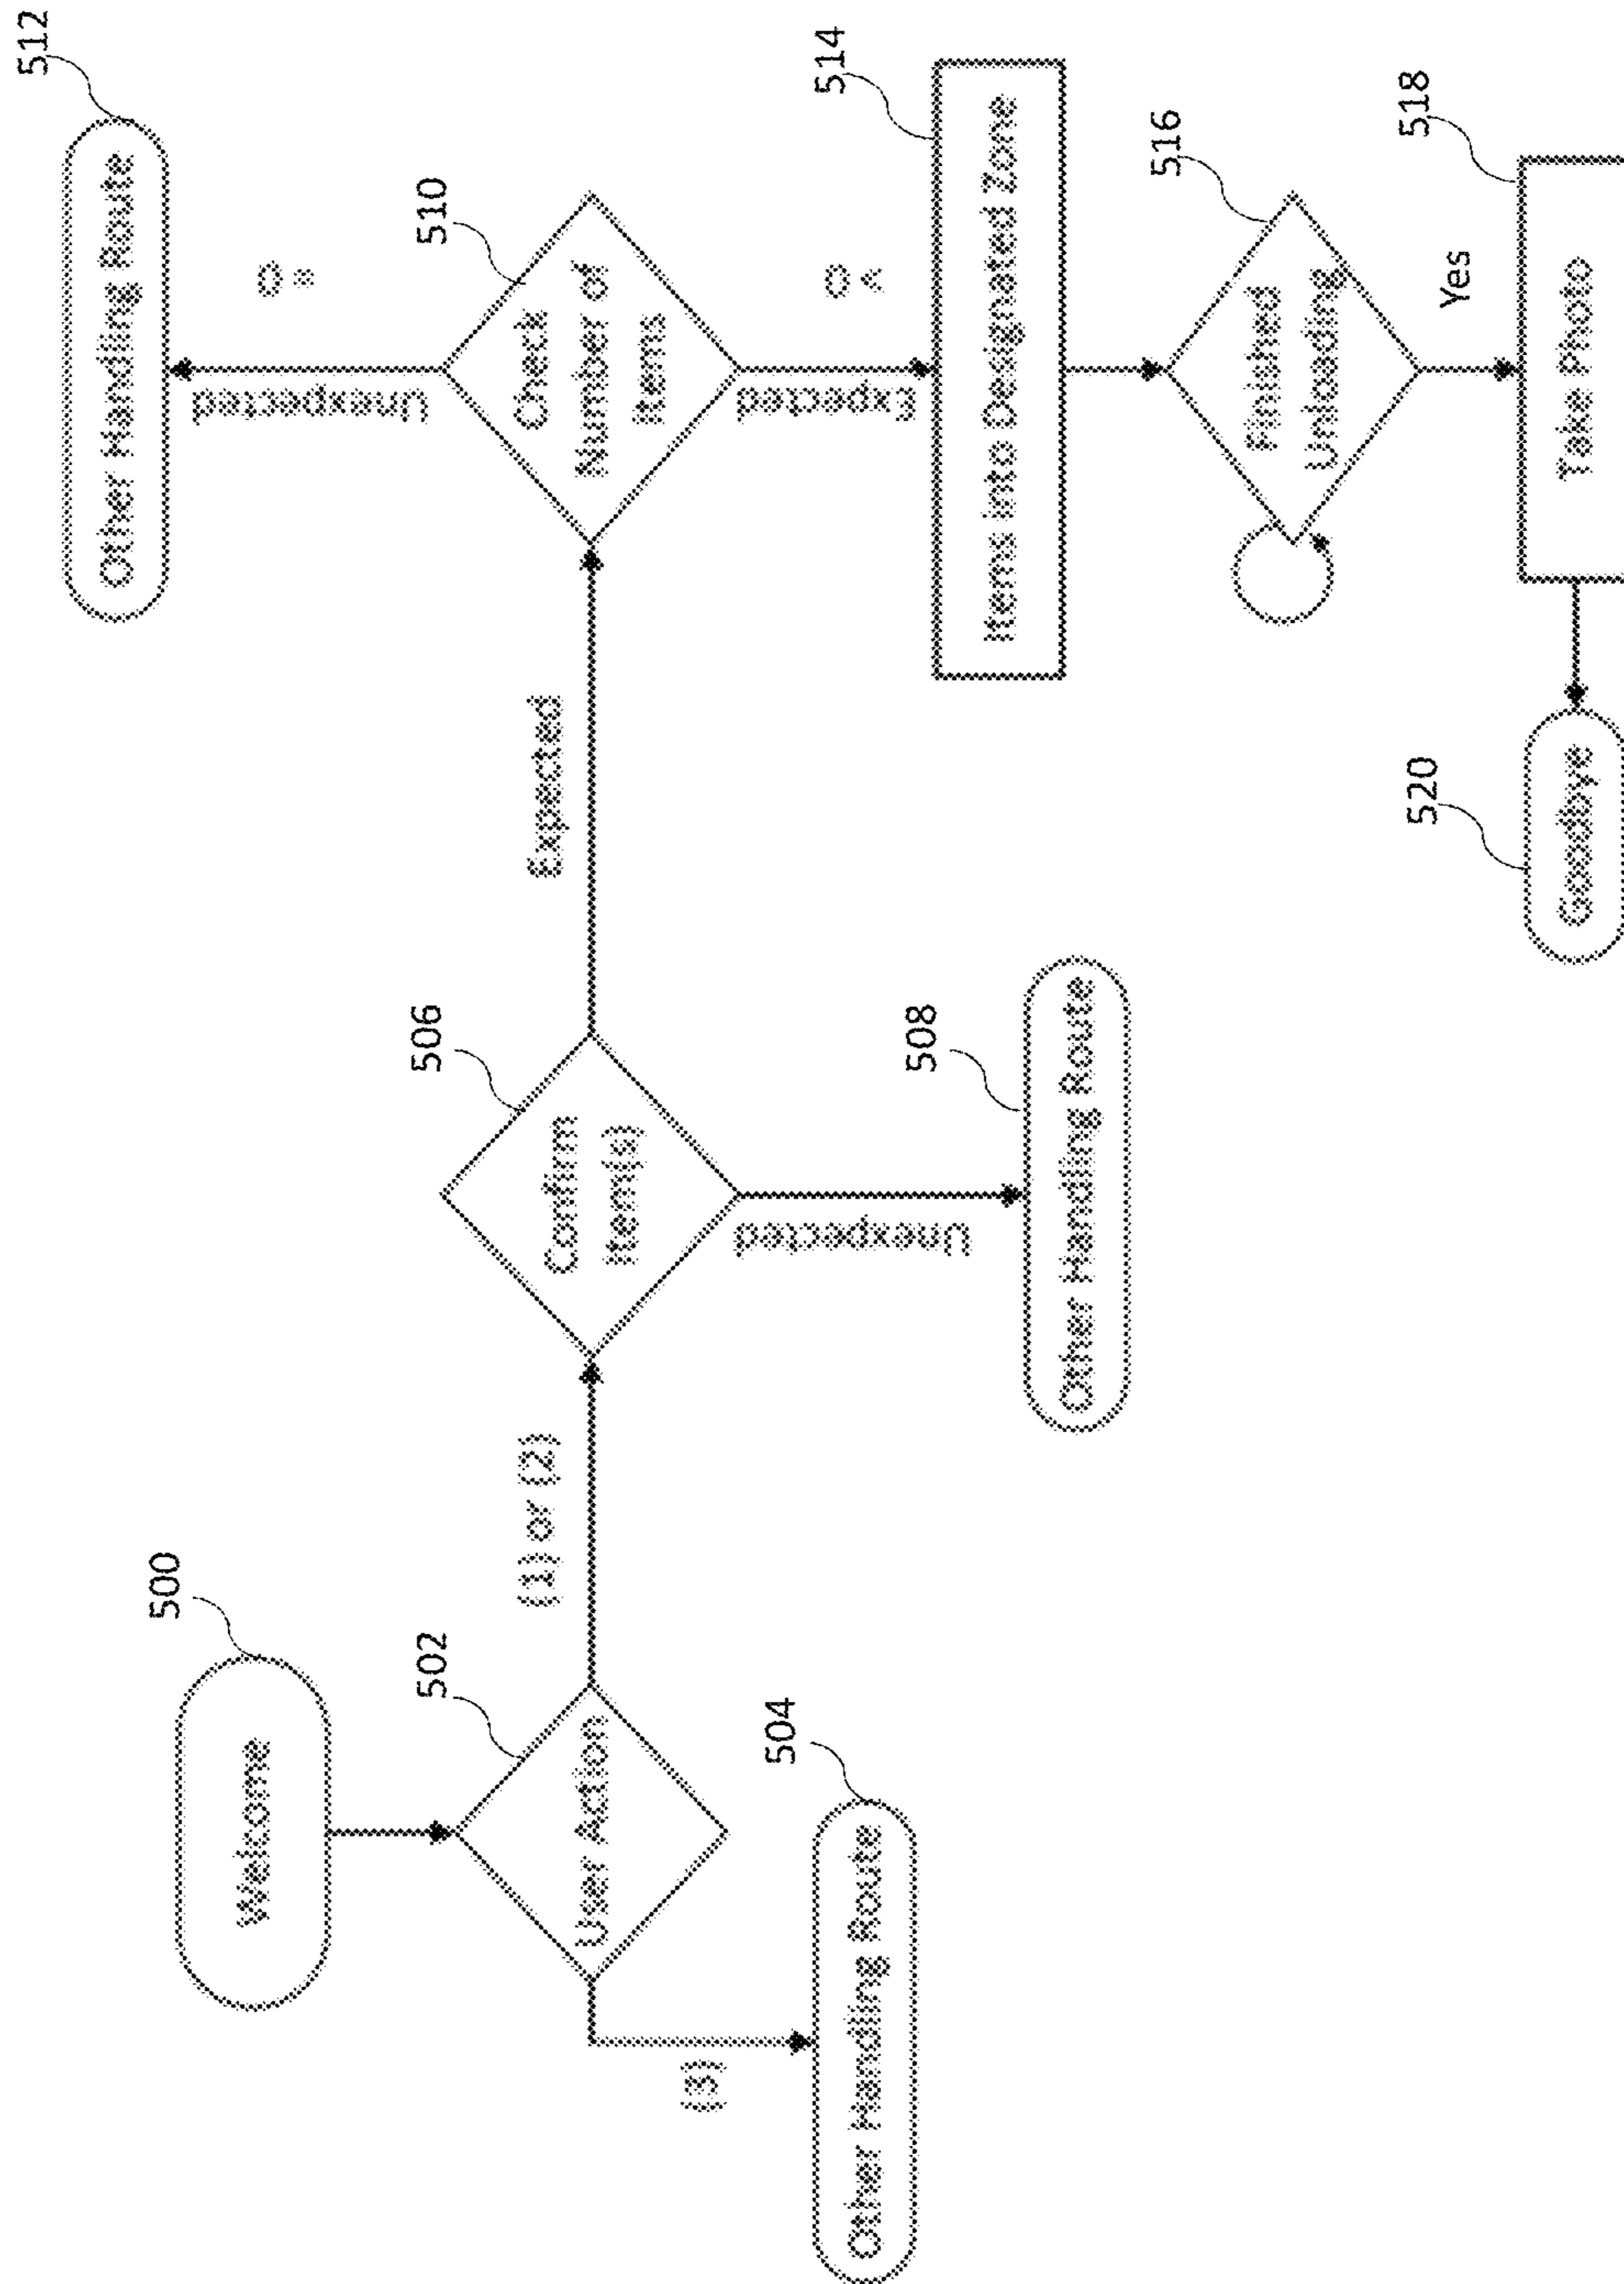 512
Other Handling Route
500
Welcome
= 0
Unexpected
510
506
502
Check
Number of
Items
Expected
Confirm
Item(s)
(1) or (2)
User Action
(3)
504
Other Handling Route
Unexpected
Expected
> 0
514
508
Items into Designated Zone
Other Handling Route
516
Finished
Unloading
Yes
518
520
Take Photo
Goodbye